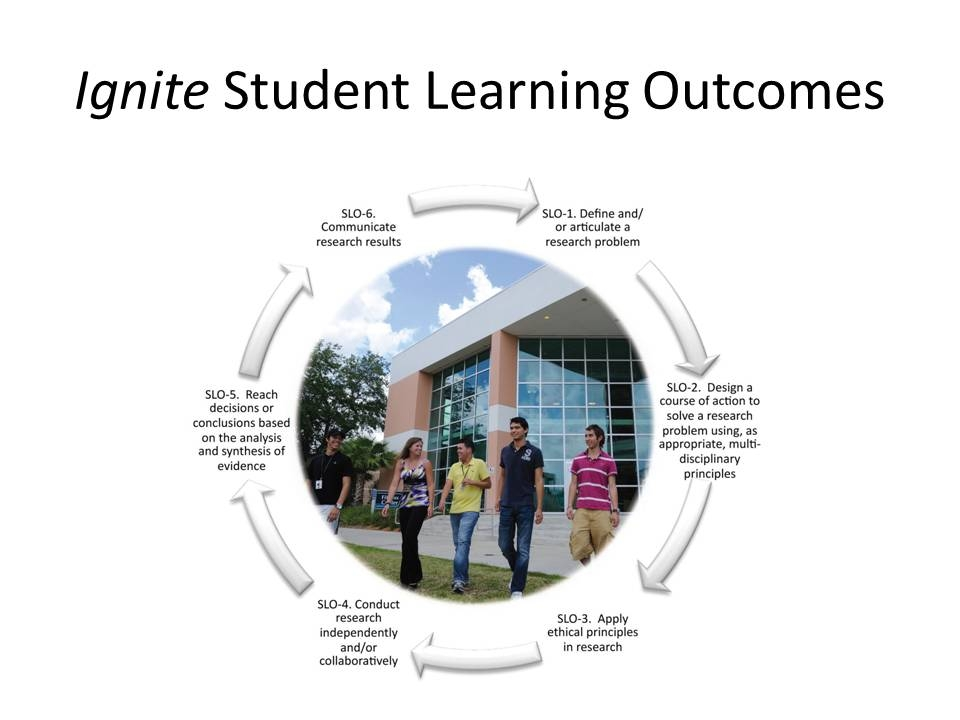 Ignite Student Learning Outcomes
SLO-6.
Communicate
research results
SLO-1. Define and/
or articulate a
research problem
SLO-2.  Design a
course of action to
solve a research
problem using, as
appropriate, multi-
disciplinary
principles
SLO-3.  Apply
ethical principles
in research
SLO-4. Conduct
research
independently
and/or
collaboratively
SLO-5.  Reach
decisions or
conclusions based
on the analysis
and synthesis of
evidence